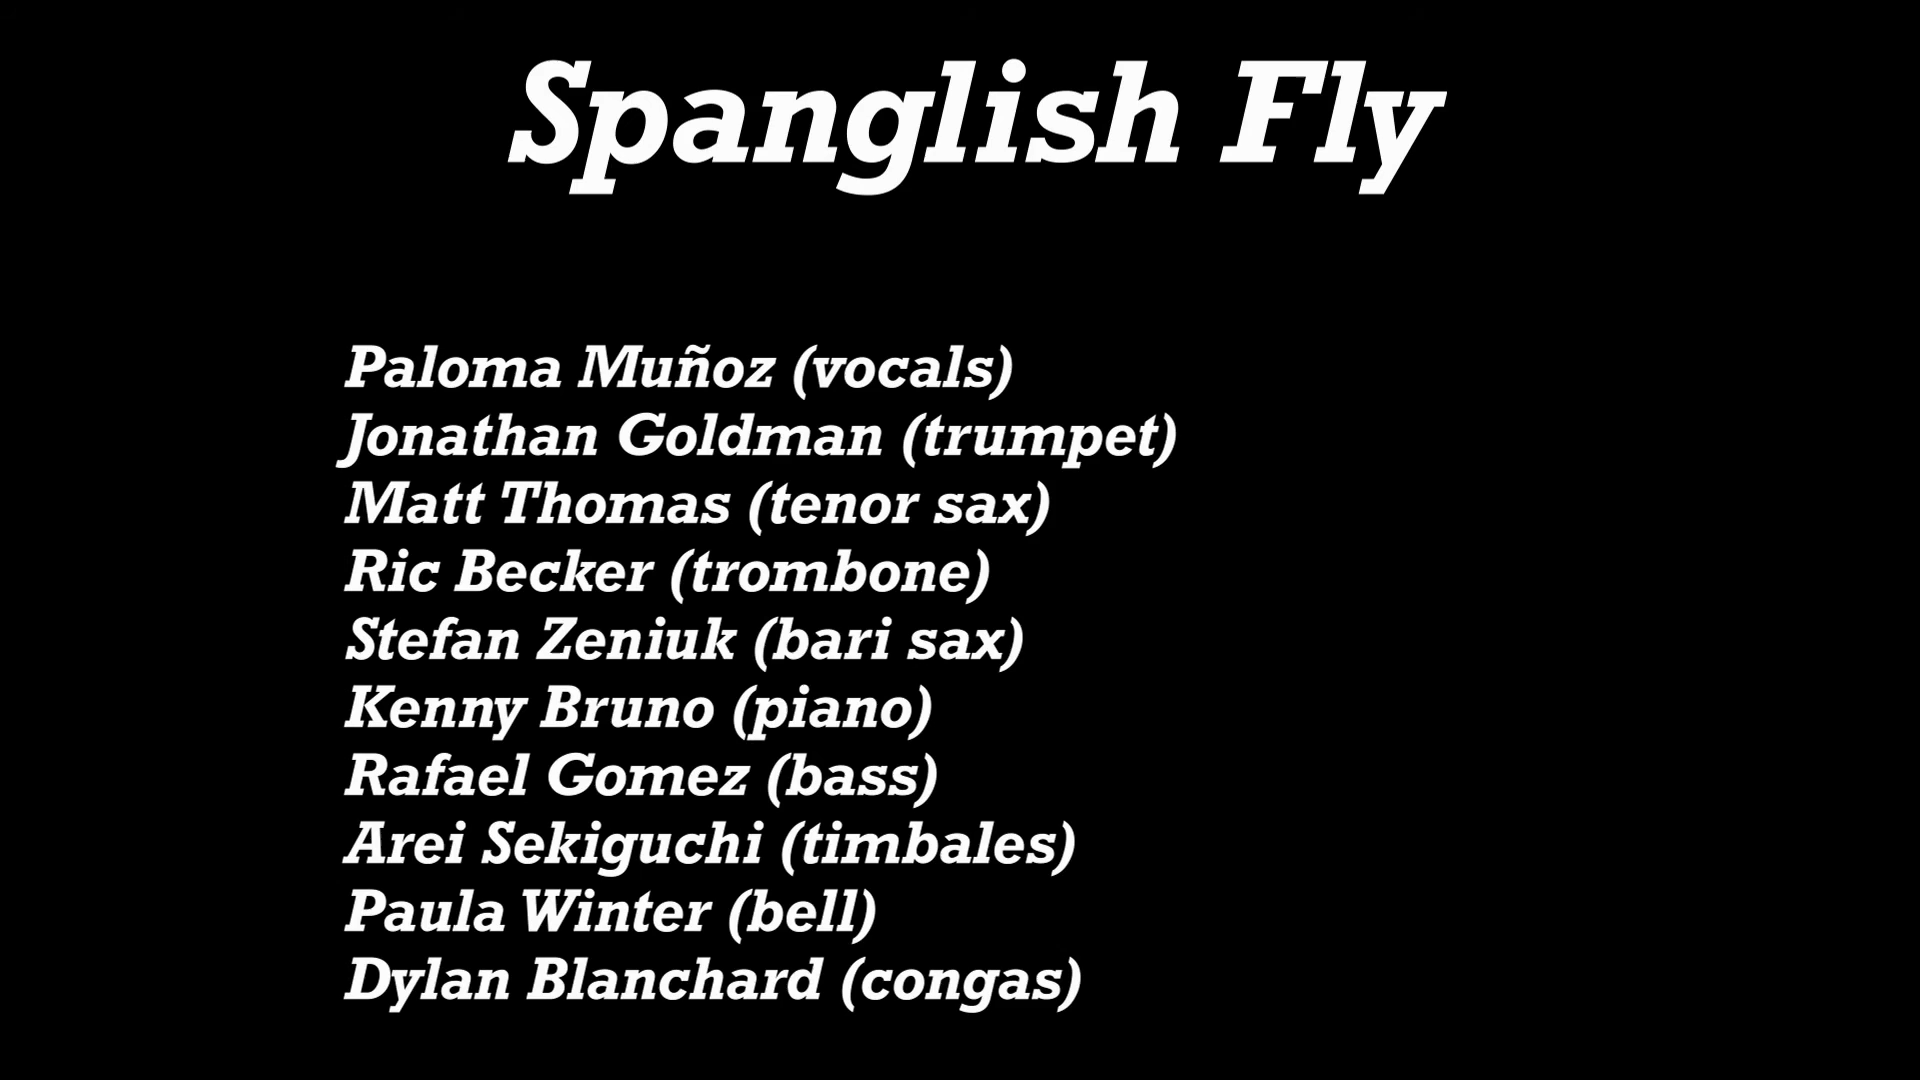 Spanglish Fly
Paloma Muñoz (vocals)
Jonathan Goldman (trumpet)
Matt Thomas (tenor sax)
Ric Becker (trombone)
Stefan Zeniuk (bari sax)
Kenny Bruno (piano)
Rafael Gomez (bass)
Arei Sekiguchi (timbales)
Paula Winter (bell)
Dylan Blanchard (congas)